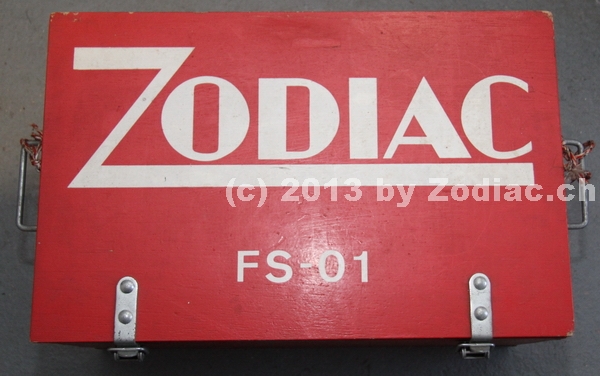 ZODIAC
(c) 2013 by Zodiac.ch
FS-01